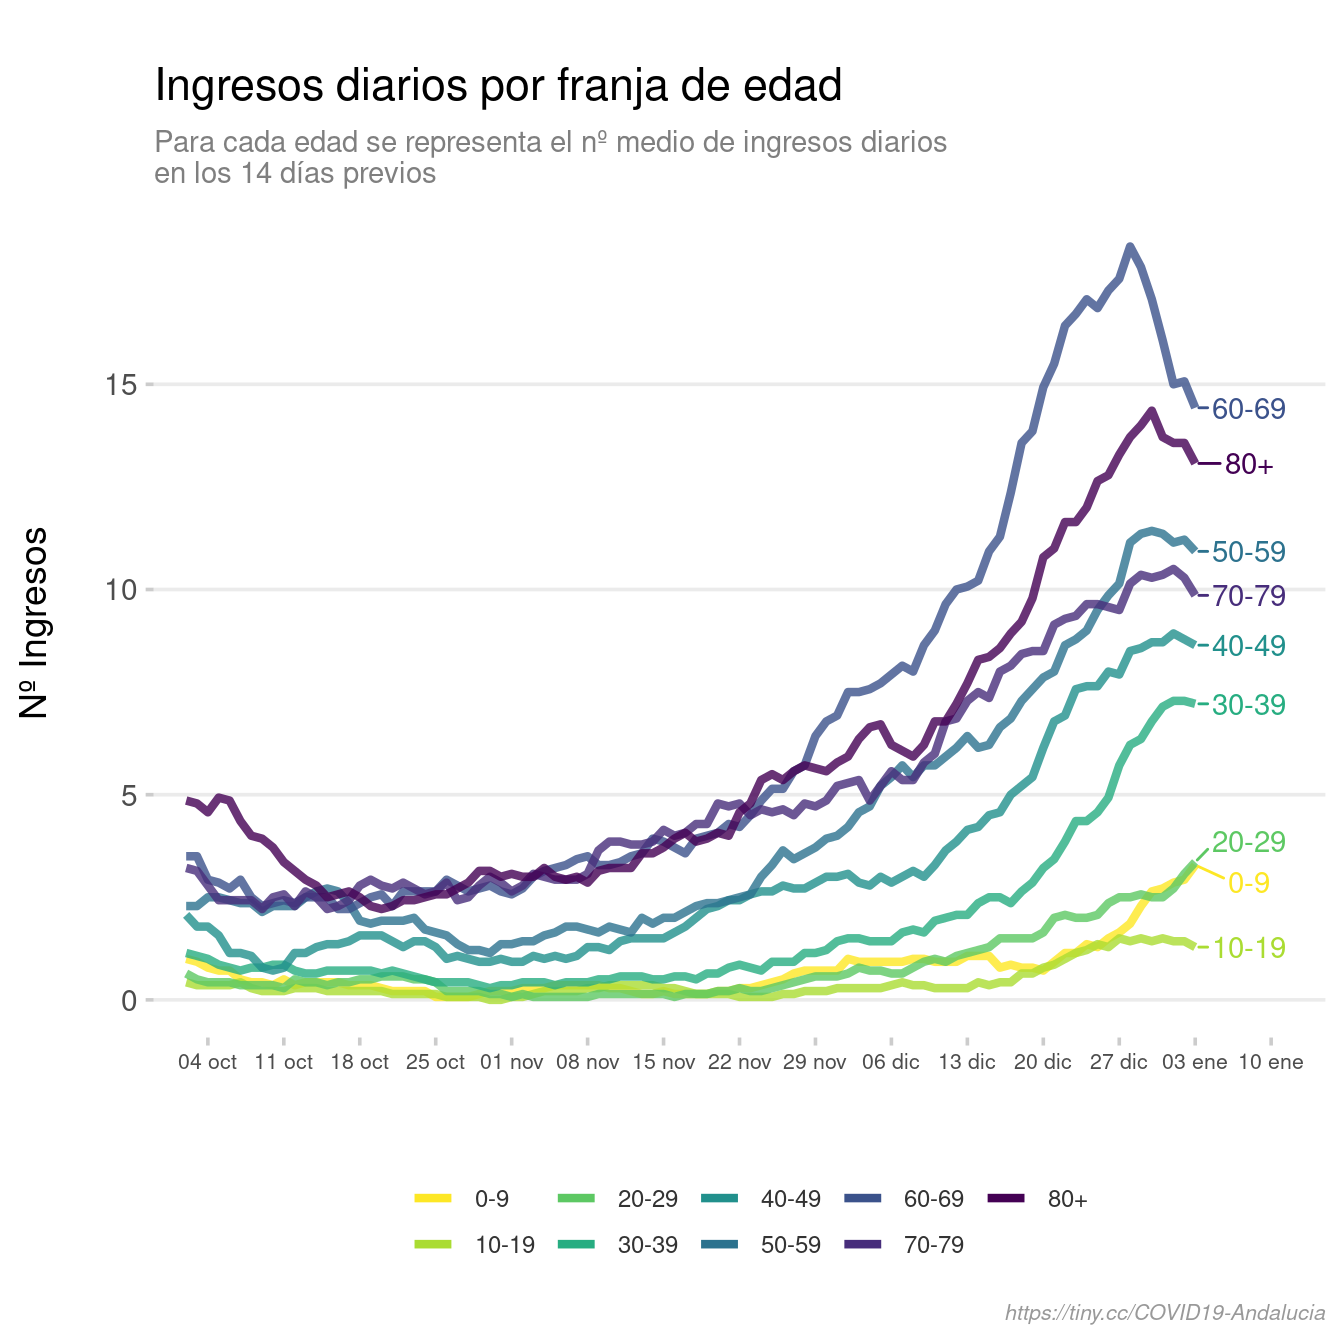 Ingresos diarios por franja de edad
Para cada edad se representa el nº medio de ingresos diarios
en los 14 días previos
Nº Ingresos
15
10
5
0
60-69
80+
50-59
70-79
40-49
30-39
20-29
0-9
10-19
04 oct 11 oct 18 oct 25 oct 01 nov 08 nov 15 nov 22 nov 29 nov 06 dic 13 dic 20 dic 27 dic 03 ene 10 ene
0-9 20-29 40-49 60-69 80+
10-19 30-39 50-59 70-79
https://tiny.cc/COVID19-Andalucia